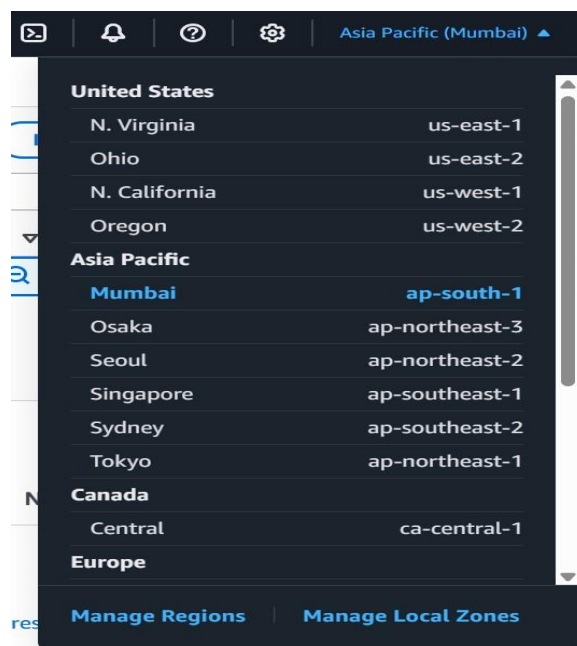 Asia Pacific (Mumbai)
United States
N. Virginia us-east-1
Ohio us-east-2
N. California us-west-1
Oregon us-west-2
Asia Pacific
Mumbai ap-south-1
Osaka ap-northeast-3
Seoul ap-northeast-2
Singapore ap-southeast-1
Sydney ap-southeast-2
Tokyo ap-northeast-1
N
Canada
Central ca-central-1
Europe
Manage Regions Manage Local Zones
res